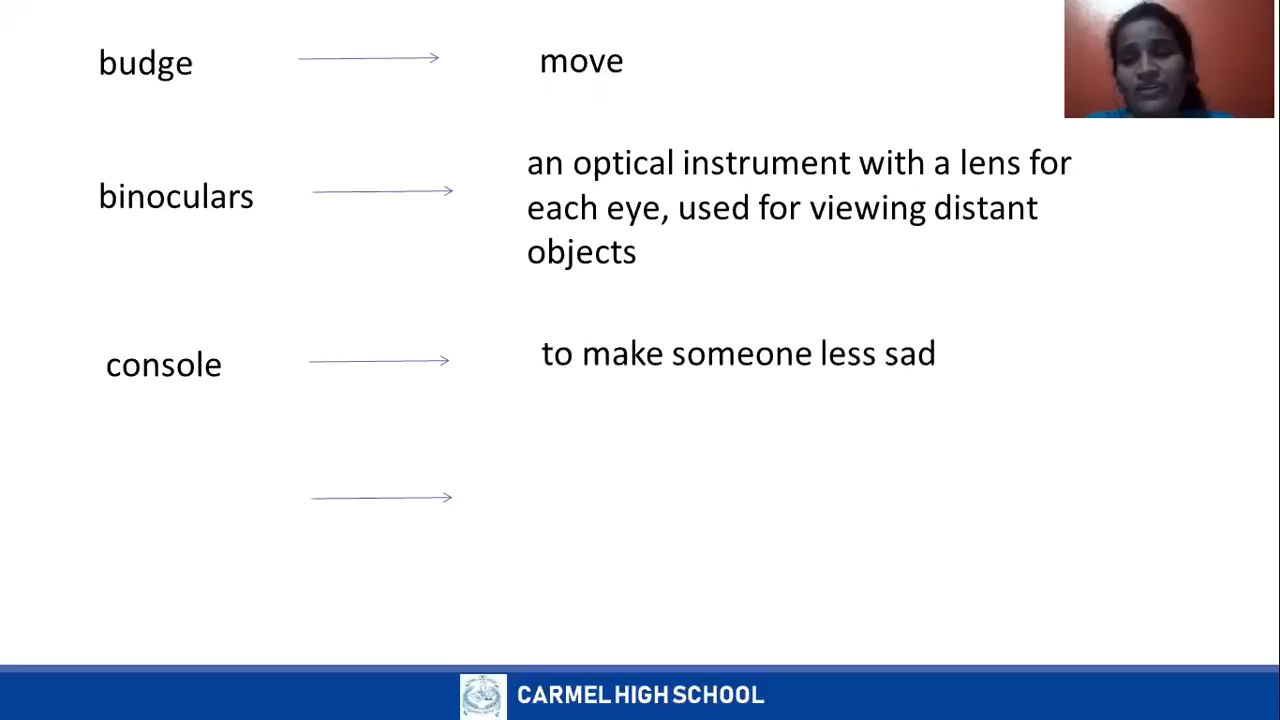 budge move
binoculars an optical instrument with a lens for
each eye, used for viewing distant
objects
console to make someone less sad
CARMEL HIGH SCHOOL